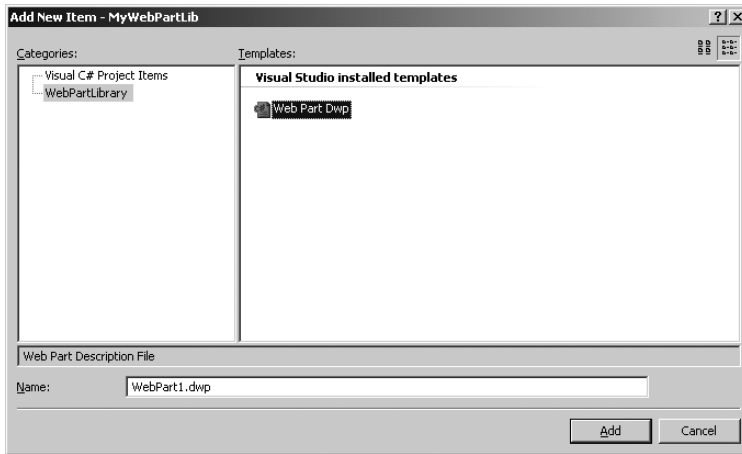 Add New Item - MyWebPartLib
Categories:
Templates:
Visual C# Project Items
WebPartLibrary
Visual Studio installed templates
Web Part Dwp
Web Part Description File
Name:
WebPart1.dwp
Add
Cancel